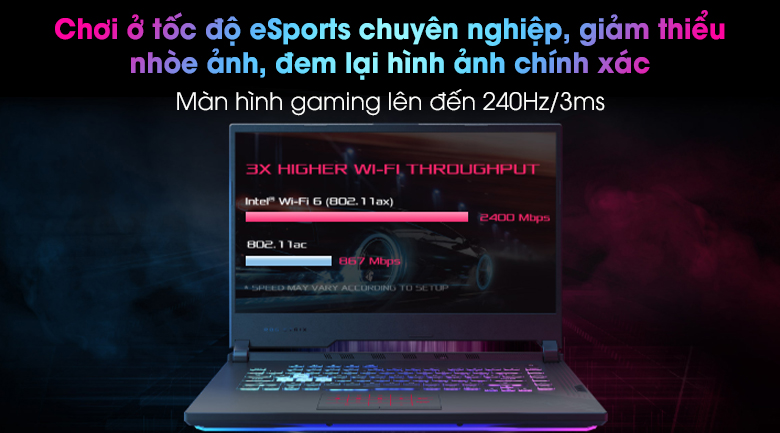 Chơi ở tốc độ eSports chuyên nghiệp, giảm thiểu
nhòe ảnh, đem lại hình ảnh chính xác
Màn hình gaming lên đến 240Hz/3ms
3X HIGHER WI-FI THROUGHPUT
Intel® Wi-Fi 6 (802.11ax)
2400 Mbps
802.11ac
867 Mbps
* SPEED MAY VARY ACCORDING TO SETUP